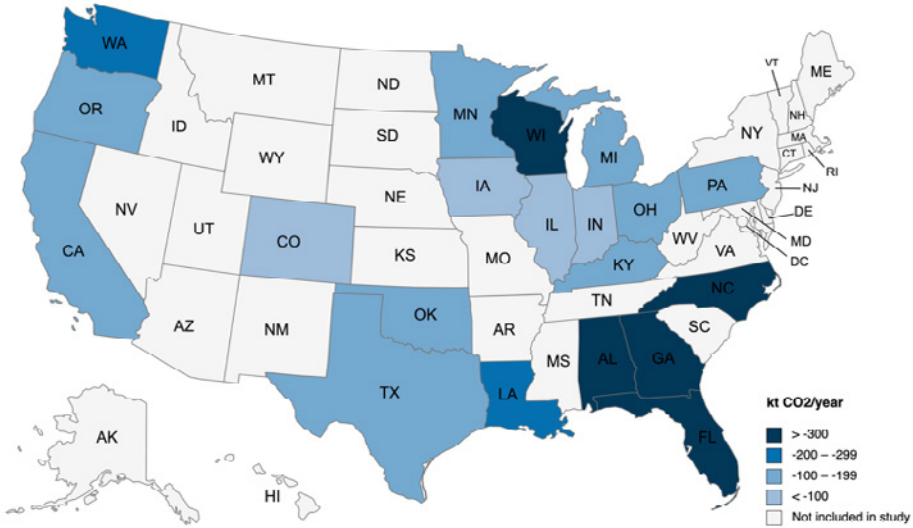 WA
MT
ND
MN
VT
ME
OR
ID
SD
WI
MI
NY
NH
MA
CT
RI
WY
IA
PA
NJ
NE
OH
DE
NV
UT
CO
IL
IN
WV
MD
CA
KS
MO
KY
VA
DC
NC
TN
AZ
NM
OK
AR
SC
MS
AL
GA
TX
LA
FL
AK
HI
kt CO2/year
> -300
-200 – -299
-100 – -199
< -100
Not included in study